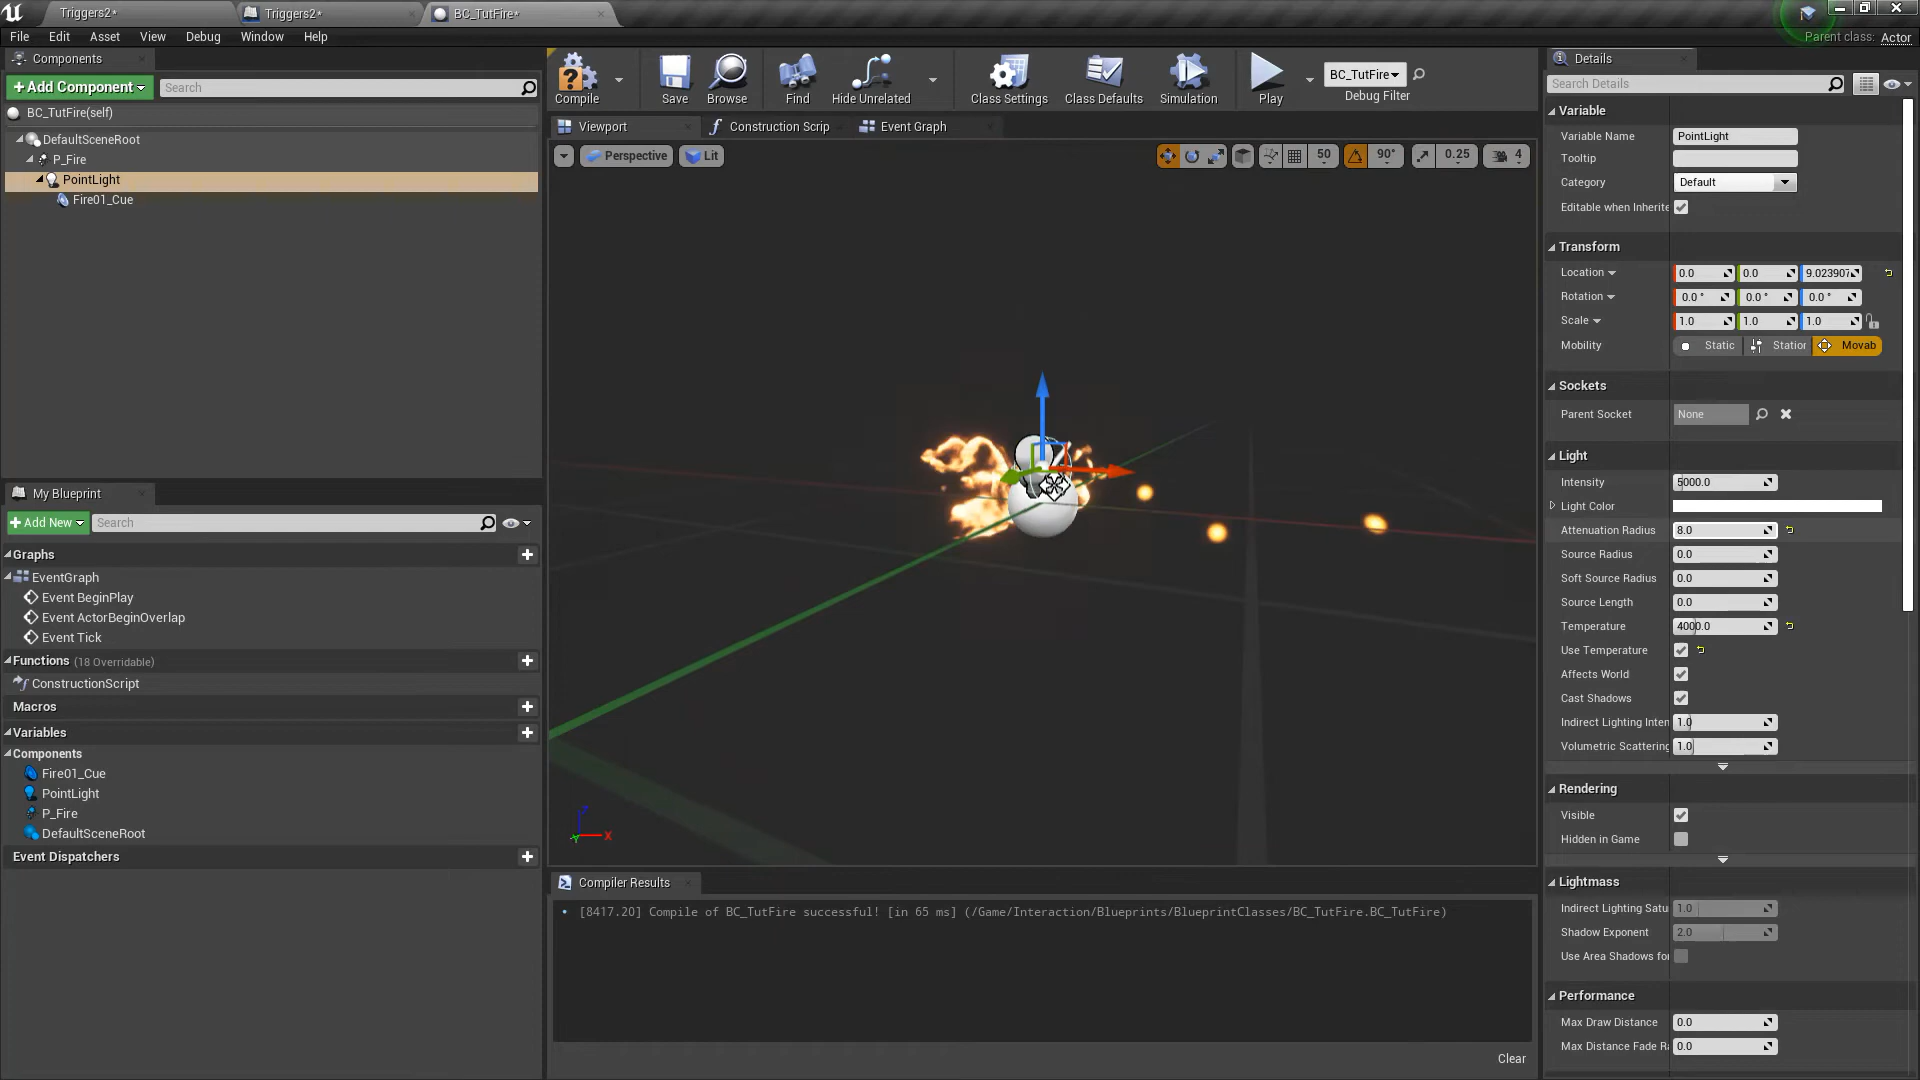 Triggers2*
Triggers2*
BC_TutFire*
File Edit Asset View Debug Window Help
Parent class: Actor
Components
+Add Component
Search
BC_TutFire(self)
DefaultSceneRoot
P_Fire
PointLight
Fire01_Cue
My Blueprint
+Add New
Search
Graphs
EventGraph
Event BeginPlay
Event ActorBeginOverlap
Event Tick
Functions (18 Overridable)
ConstructionScript
Macros
Variables
Components
Fire01_Cue
PointLight
P_Fire
DefaultSceneRoot
Event Dispatchers
Compile
Save
Browse
Find
Hide Unrelated
Class Settings
Class Defaults
Simulation
Play
BC_TutFire
Debug Filter
Viewport
Construction Scrip
Event Graph
Perspective
Lit
50
90°
0.25
4
Z
X
Y
Compiler Results
[8417.20] Compile of BC_TutFire successful! [in 65 ms] (/Game/Interaction/Blueprints/BlueprintClasses/BC_TutFire.BC_TutFire)
Clear
Details
Search Details
Variable
Variable Name PointLight
Tooltip
Category Default
Editable when Inherite
Transform
Location 0.0 0.0 9.023907
Rotation 0.0 ° 0.0 ° 0.0 °
Scale 1.0 1.0 1.0
Mobility Static Station Movab
Sockets
Parent Socket None
Light
Intensity 5000.0
Light Color
Attenuation Radius 8.0
Source Radius 0.0
Soft Source Radius 0.0
Source Length 0.0
Temperature 4000.0
Use Temperature
Affects World
Cast Shadows
Indirect Lighting Inten 1.0
Volumetric Scattering 1.0
Rendering
Visible
Hidden in Game
Lightmass
Indirect Lighting Satu 1.0
Shadow Exponent 2.0
Use Area Shadows fo
Performance
Max Draw Distance 0.0
Max Distance Fade Ra 0.0